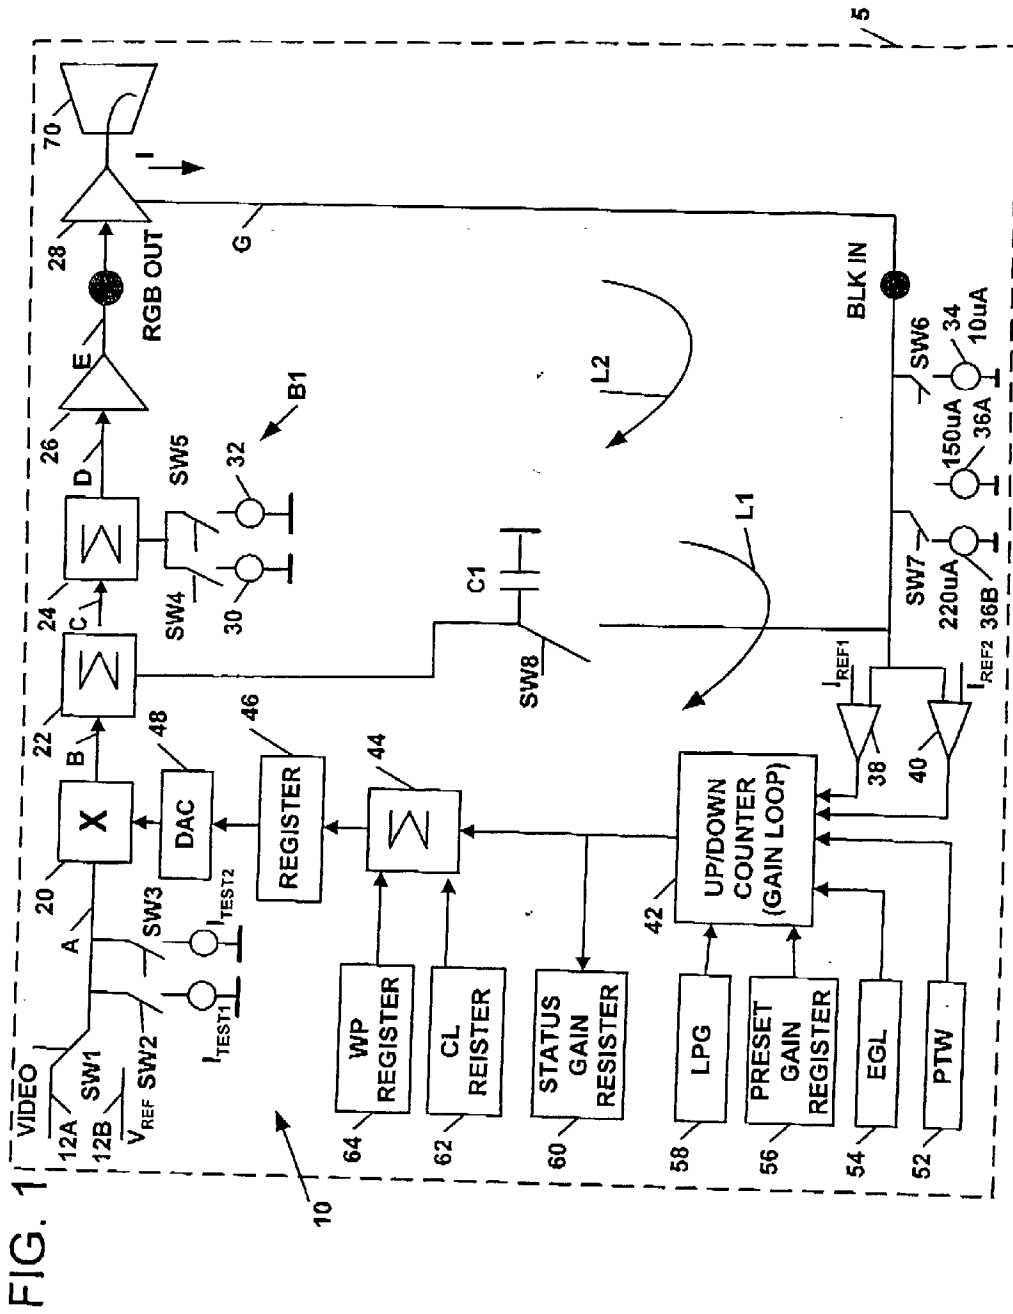 FIG. 1
5
10
VIDEO
12A
SW1
12B
V_REF
SW2
I_TEST1
SW3
I_TEST2
A
20
X
B
22
Σ
C
24
Σ
D
26
E
RGB OUT
28
70
I
G
SW4
30
SW5
32
B1
48
DAC
46
REGISTER
44
Σ
C1
SW8
L1
L2
64
WP
REGISTER
62
CL
REISTER
60
STATUS
GAIN
RESISTER
42
UP/DOWN
COUNTER
(GAIN LOOP)
58
LPG
56
PRESET
GAIN
REGISTER
54
EGL
52
PTW
38
40
I_REF1
I_REF2
SW7
220uA
36B
150uA
36A
SW6
34
10uA
BLK IN